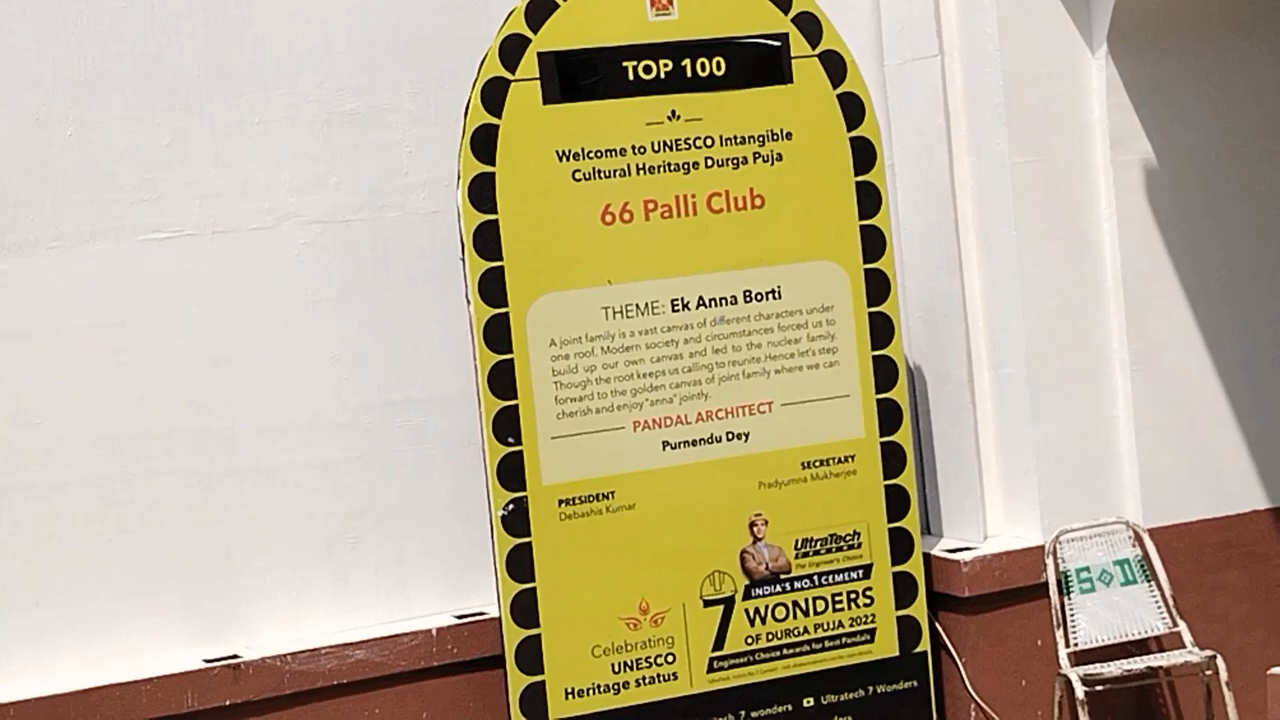 TOP 100
Welcome to UNESCO Intangible
Cultural Heritage Durga Puja
66 Palli Club
THEME: Ek Anna Borti
A joint family is a vast canvas of different characters under
one roof. Modern society and circumstances forced us to
build up our own canvas and led to the nuclear family.
Though the root keeps us calling to reunite.Hence let's step
forward to the golden canvas of joint family where we can
cherish and enjoy "anna" jointly.
PANDAL ARCHITECT
Purnendu Dey
PRESIDENT
Debashis Kumar
SECRETARY
Pradyumna Mukherjee
UltraTech
CEMENT
The Engineer's Choice
INDIA'S NO.1 CEMENT
7 WONDERS
OF DURGA PUJA 2022
Engineer's Choice Awards for Best Pandals
Celebrating
UNESCO
Heritage status
7 wonders
Ultratech 7 Wonders
S D